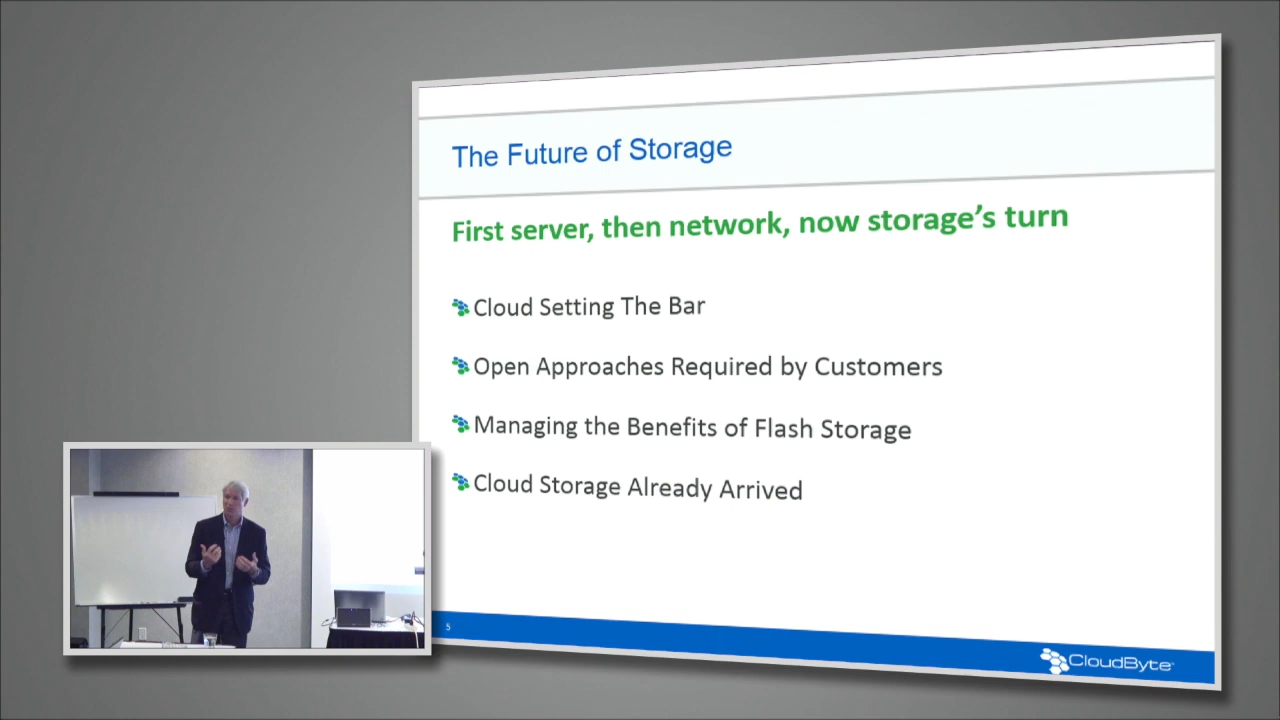 The Future of Storage
First server, then network, now storage's turn
Cloud Setting The Bar
Open Approaches Required by Customers
Managing the Benefits of Flash Storage
Cloud Storage Already Arrived
5
CloudByte